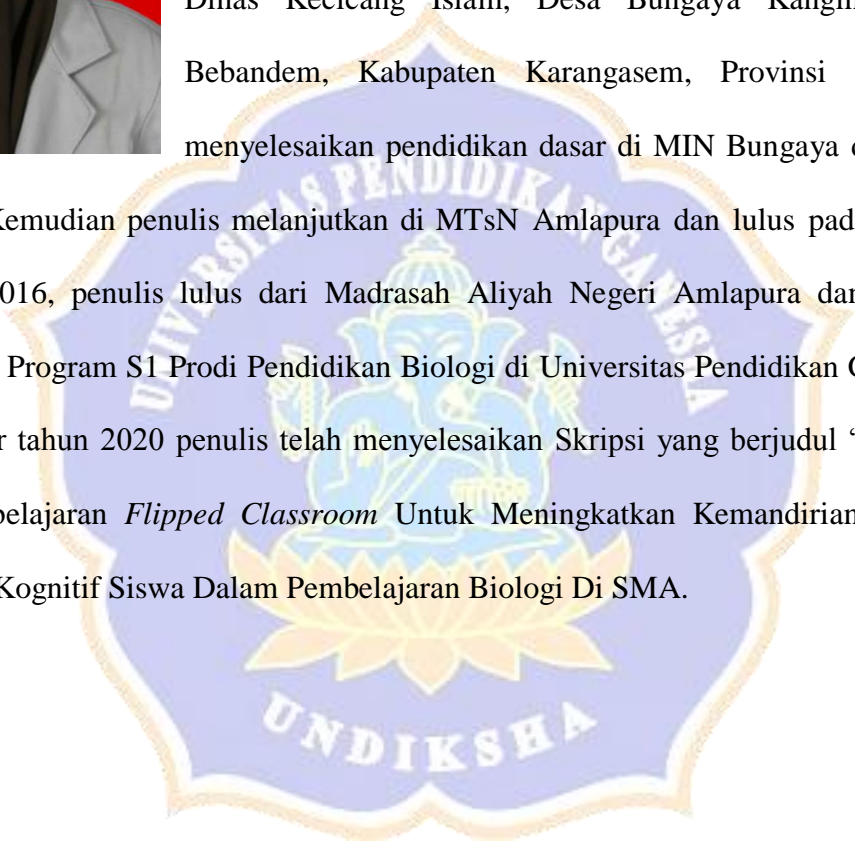 Dinas Kecicang Islam, Desa Bungaya Kangin
Bebandem, Kabupaten Karangasem, Provinsi
menyelesaikan pendidikan dasar di MIN Bungaya
Kemudian penulis melanjutkan di MTsN Amlapura dan lulus pad
016, penulis lulus dari Madrasah Aliyah Negeri Amlapura dan
Program S1 Prodi Pendidikan Biologi di Universitas Pendidikan
r tahun 2020 penulis telah menyelesaikan Skripsi yang berjudul “
belajaran Flipped Classroom Untuk Meningkatkan Kemandirian
Kognitif Siswa Dalam Pembelajaran Biologi Di SMA.
UNIVERSITAS PENDIDIKAN GANESHA
UNDIKSHA